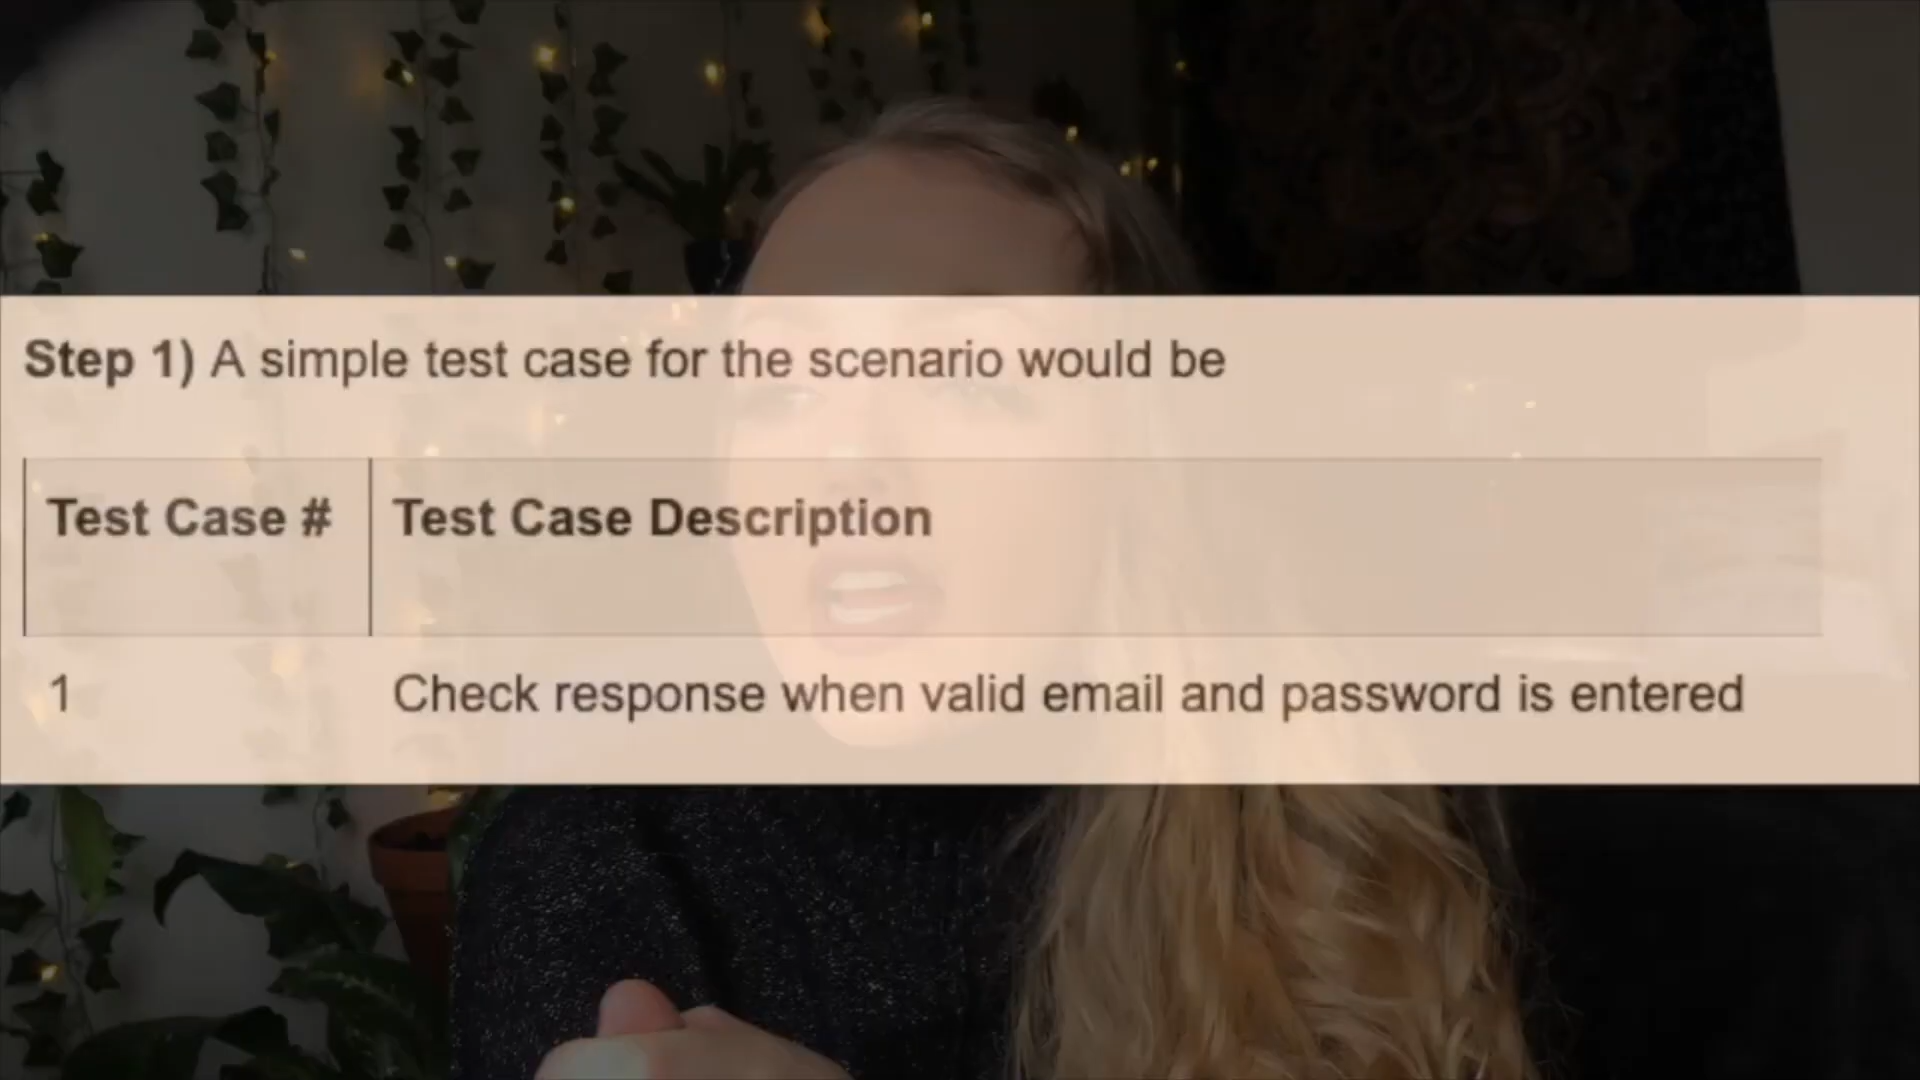 Step 1) A simple test case for the scenario would be
Test Case # Test Case Description
1 Check response when valid email and password is entered